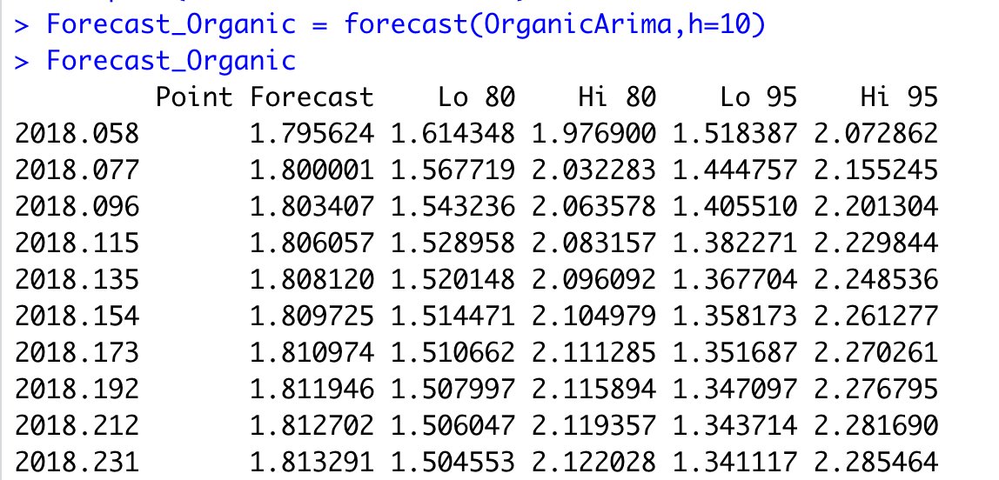 > Forecast_Organic = forecast(OrganicArima,h=10)
> Forecast_Organic
         Point Forecast    Lo 80    Hi 80    Lo 95    Hi 95
2018.058       1.795624 1.614348 1.976900 1.518387 2.072862
2018.077       1.800001 1.567719 2.032283 1.444757 2.155245
2018.096       1.803407 1.543236 2.063578 1.405510 2.201304
2018.115       1.806057 1.528958 2.083157 1.382271 2.229844
2018.135       1.808120 1.520148 2.096092 1.367704 2.248536
2018.154       1.809725 1.514471 2.104979 1.358173 2.261277
2018.173       1.810974 1.510662 2.111285 1.351687 2.270261
2018.192       1.811946 1.507997 2.115894 1.347097 2.276795
2018.212       1.812702 1.506047 2.119357 1.343714 2.281690
2018.231       1.813291 1.504553 2.122028 1.341117 2.285464